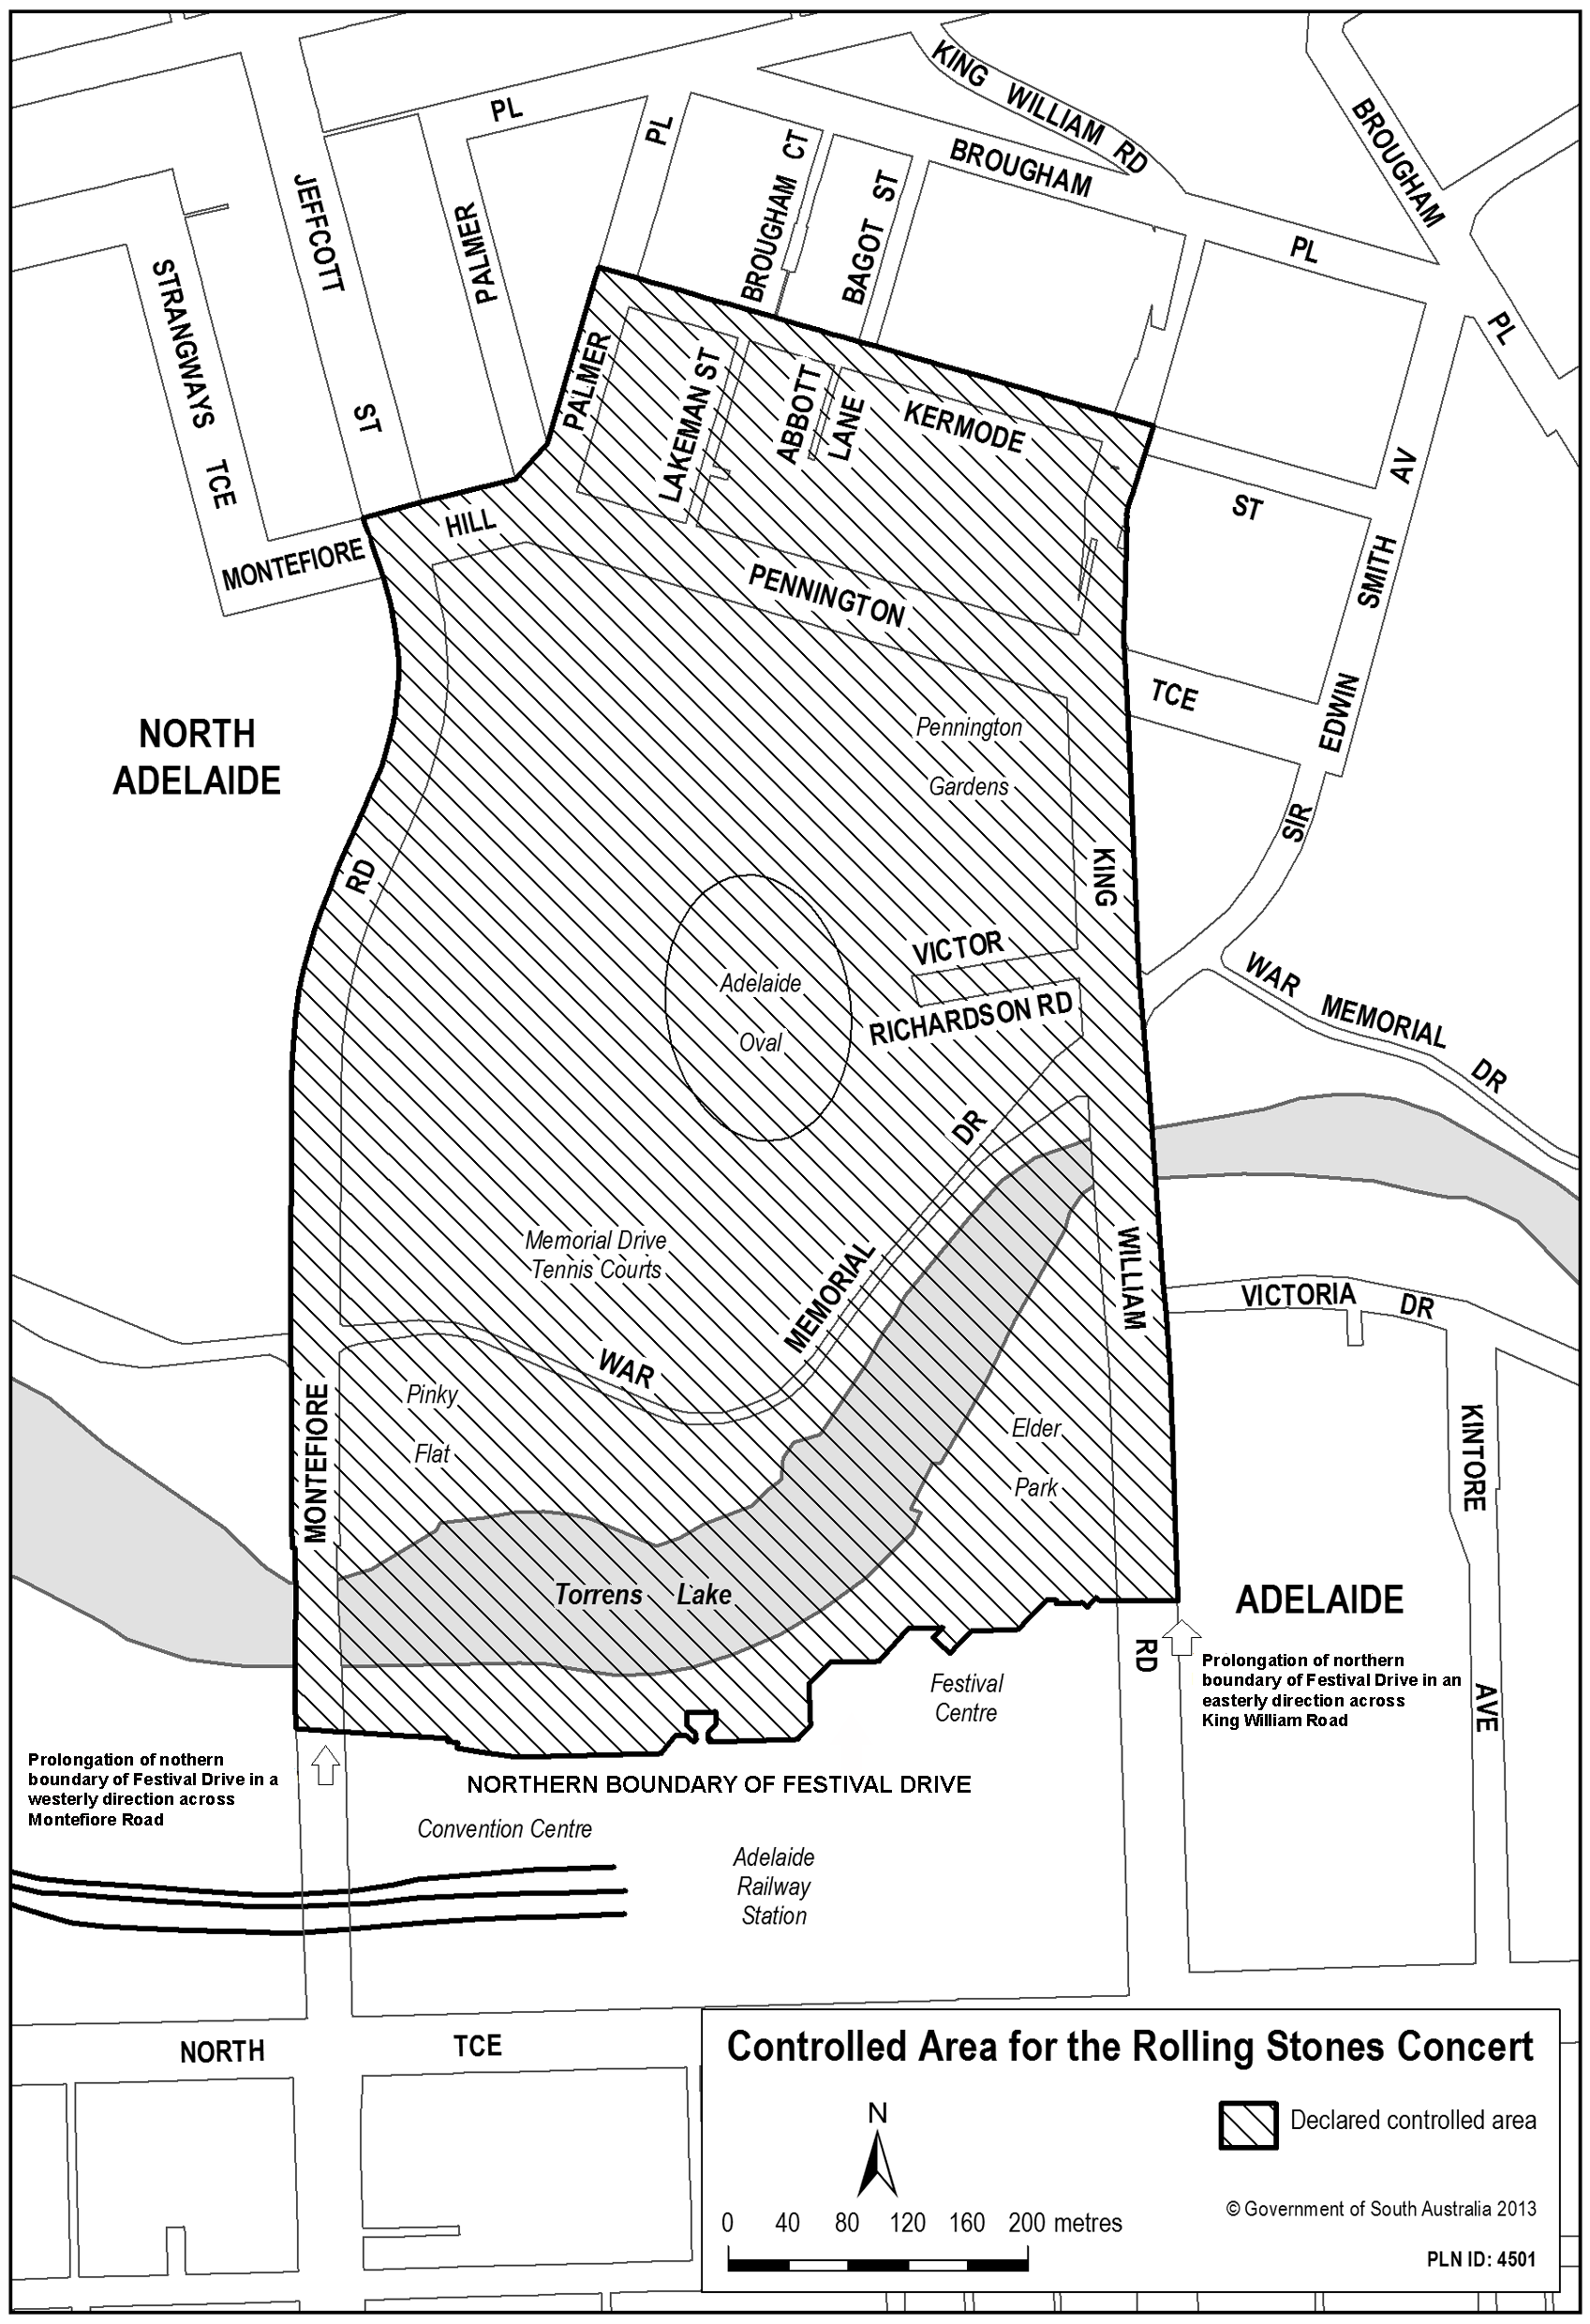 KING WILLIAM RD
BROUGHAM
PL
PL
BROUGHAM CT
BROUGHAM
JEFFCOTT
ST
PALMER
BAGOT ST
PL
STRANGWAYS TCE
PL
PALMER
LAKEMAN ST
ABBOTT
LANE
KERMODE
ST
AV
SMITH
EDWIN
SIR
MONTEFIORE
HILL
PENNINGTON
TCE
NORTH
ADELAIDE
Pennington
Gardens
RD
KING
VICTOR
RICHARDSON RD
Adelaide
Oval
WAR MEMORIAL DR
DR
Memorial Drive
Tennis Courts
MEMORIAL
WILLIAM
VICTORIA DR
WAR
Pinky
Flat
MONTEFIORE
Elder
Park
KINTORE
Torrens Lake
ADELAIDE
RD
Prolongation of northern
boundary of Festival Drive in an
easterly direction across
King William Road
AVE
Festival
Centre
Prolongation of nothern
boundary of Festival Drive in a
westerly direction across
Montefiore Road
NORTHERN BOUNDARY OF FESTIVAL DRIVE
Convention Centre
Adelaide
Railway
Station
NORTH TCE
Controlled Area for the Rolling Stones Concert
N
Declared controlled area
0 40 80 120 160 200 metres
© Government of South Australia 2013
PLN ID: 4501